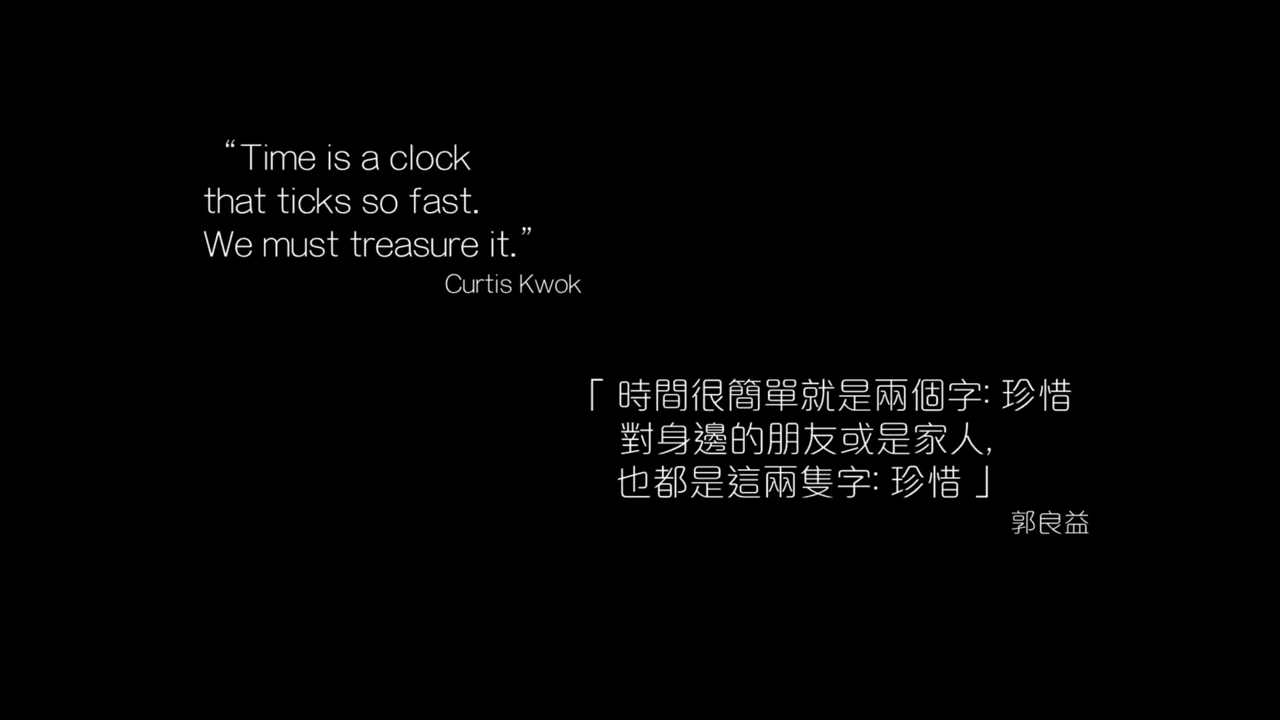 “Time is a clock
that ticks so fast.
We must treasure it.”
Curtis Kwok
「 時間很簡單就是兩個字: 珍惜
對身邊的朋友或是家人,
也都是這兩隻字: 珍惜 」
郭良益